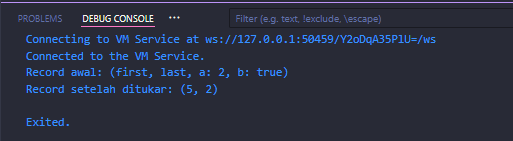 PROBLEMS DEBUG CONSOLE ... Filter (e.g. text, !exclude, \escape)
Connecting to VM Service at ws://127.0.0.1:50459/Y2oDqA35PlU=/ws
Connected to the VM Service.
Record awal: (first, last, a: 2, b: true)
Record setelah ditukar: (5, 2)
Exited.